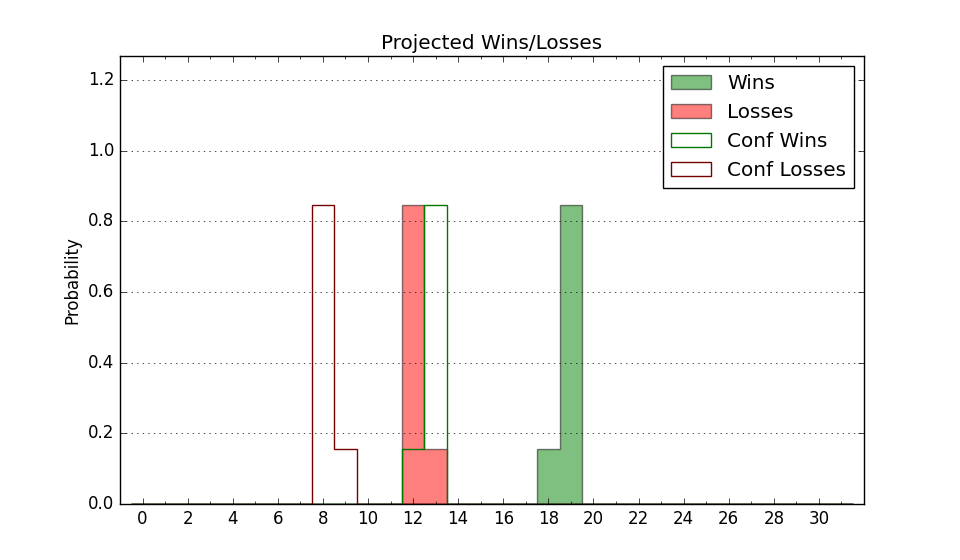 Projected Wins/Losses
Wins
Losses
Conf Wins
Conf Losses
Probability
1.2
1.0
0.8
0.6
0.4
0.2
0.0
0 2 4 6 8 10 12 14 16 18 20 22 24 26 28 30